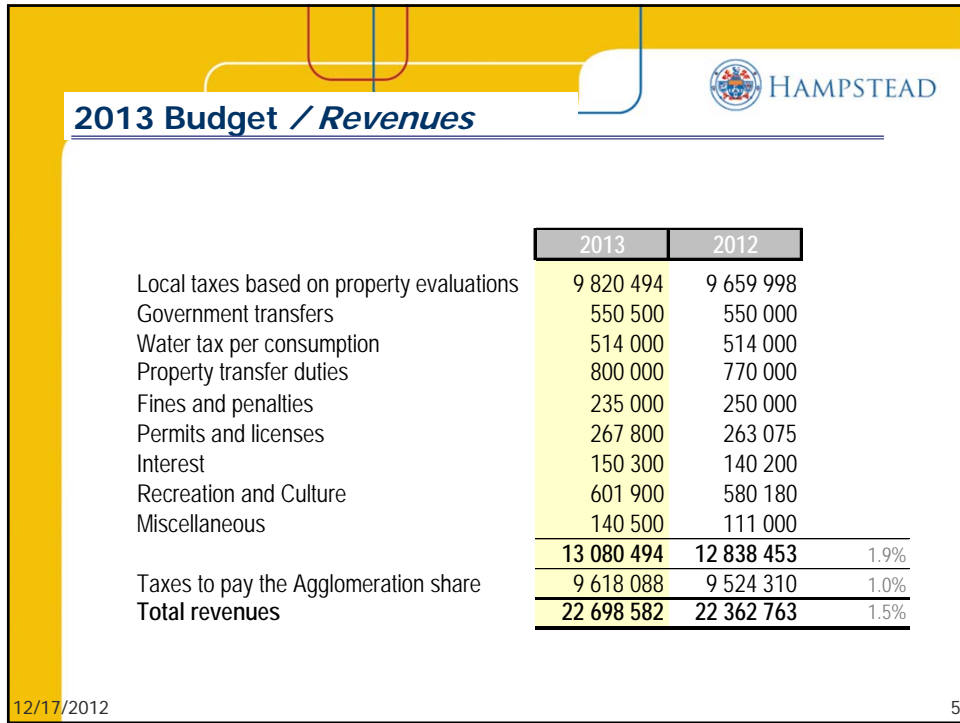 HAMPSTEAD
2013 Budget / Revenues
2013 2012
Local taxes based on property evaluations 9 820 494 9 659 998
Government transfers 550 500 550 000
Water tax per consumption 514 000 514 000
Property transfer duties 800 000 770 000
Fines and penalties 235 000 250 000
Permits and licenses 267 800 263 075
Interest 150 300 140 200
Recreation and Culture 601 900 580 180
Miscellaneous 140 500 111 000
13 080 494 12 838 453 1.9%
Taxes to pay the Agglomeration share 9 618 088 9 524 310 1.0%
Total revenues 22 698 582 22 362 763 1.5%
12/17/2012 5